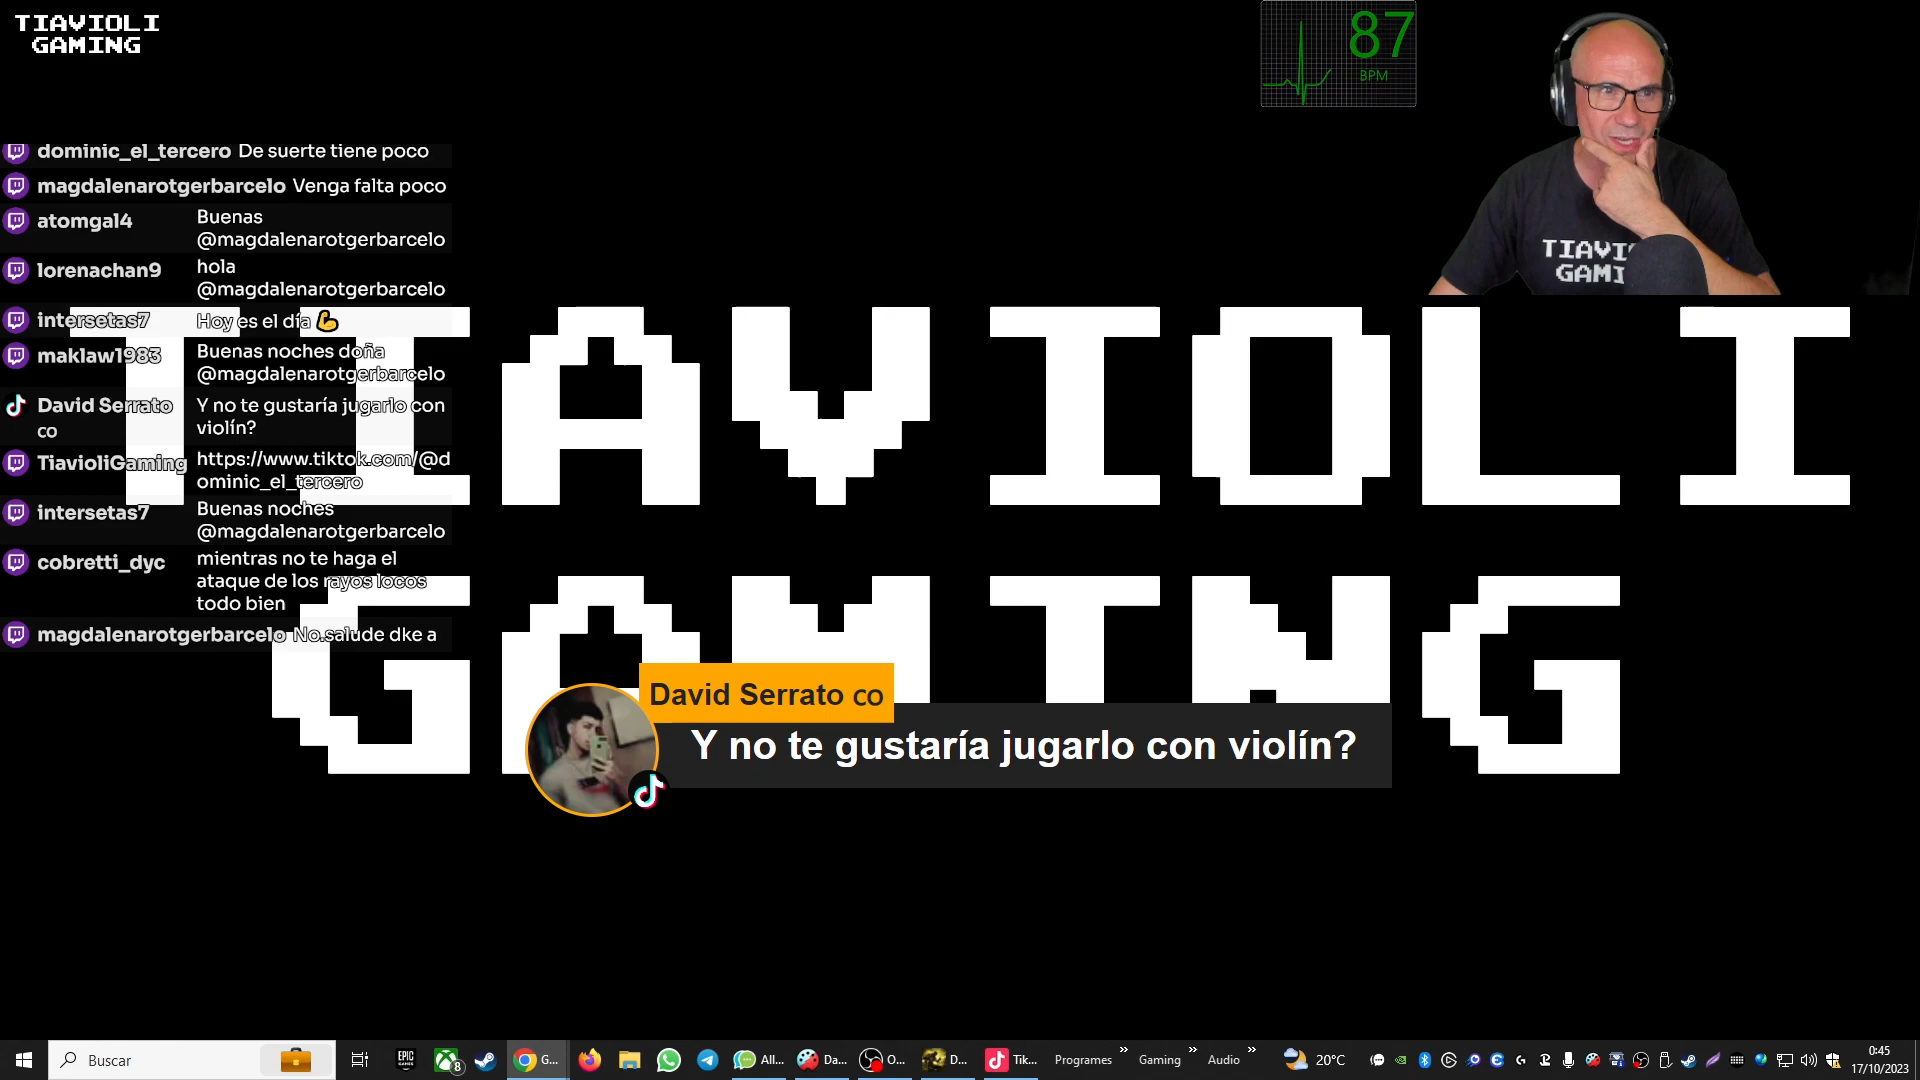 TIAVIOLI
GAMING
87
BPM
dominic_el_tercero De suerte tiene poco
magdalenarotgerbarcelo Venga falta poco
atomgal4 Buenas
@magdalenarotgerbarcelo
lorenachan9 hola
@magdalenarotgerbarcelo
intersetas7 Hoy es el día 💪
maklaw1983 Buenas noches doña
@magdalenarotgerbarcelo
David Serrato Y no te gustaría jugarlo con
co violín?
TiavioliGaming https://www.tiktok.com/@d
ominic_el_tercero
intersetas7 Buenas noches
@magdalenarotgerbarcelo
cobretti_dyc mientras no te haga el
ataque de los rayos locos
todo bien
magdalenarotgerbarcelo No.salude dke a
TIAVI
GAMI
TIAVIOLI
GAMING
David Serrato co
Y no te gustaría jugarlo con violín?
Buscar
EPIC
GAMES
8
G...
All...
Da...
O...
D...
Tik...
Programes
Gaming
Audio
20°C
0:45
17/10/2023